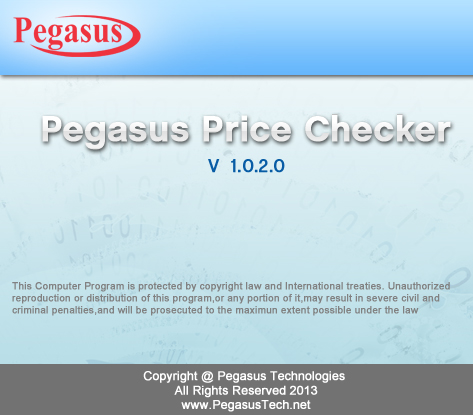 Pegasus
Pegasus Price Checker
V 1.0.2.0
This Computer Program is protected by copyright law and International treaties. Unauthorized
reproduction or distribution of this program,or any portion of it,may result in severe civil and
criminal penalties,and will be prosecuted to the maximun extent possible under the law
Copyright @ Pegasus Technologies
All Rights Reserved 2013
www.PegasusTech.net